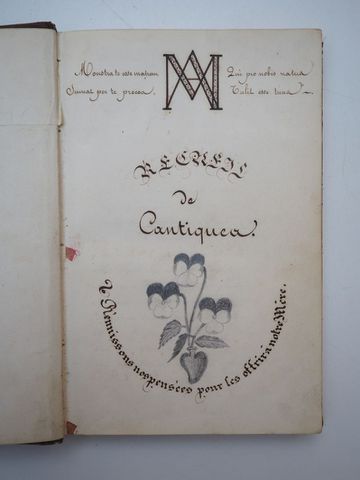 Monstra te esse matrem
Sumat per te preces,
Qui pro nobis natus
Tulit esse tuus.
AM
RECUEIL
de
Cantiques.
Réunissons nos pensées pour les offrir à notre Mère.